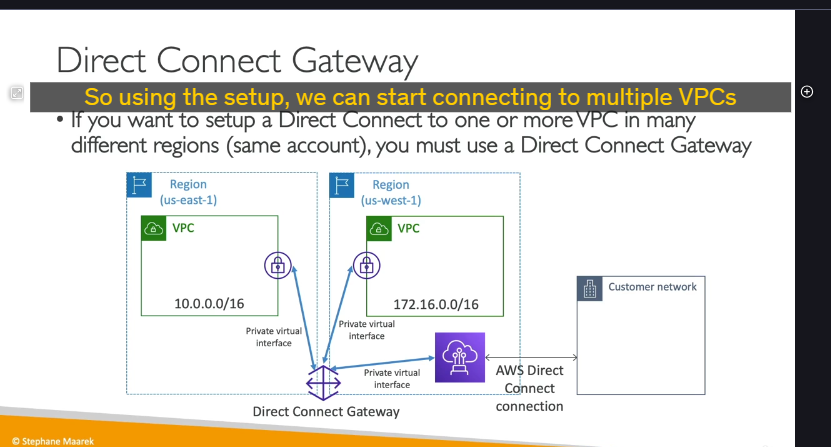 Direct Connect Gateway
So using the setup, we can start connecting to multiple VPCs
• If you want to setup a Direct Connect to one or more VPC in many
different regions (same account), you must use a Direct Connect Gateway
Region
(us-east-1)
Region
(us-west-1)
VPC
VPC
10.0.0.0/16
172.16.0.0/16
Customer network
Private virtual
interface
Private virtual
interface
Private virtual
interface
AWS Direct
Connect
connection
Direct Connect Gateway
© Stephane Maarek